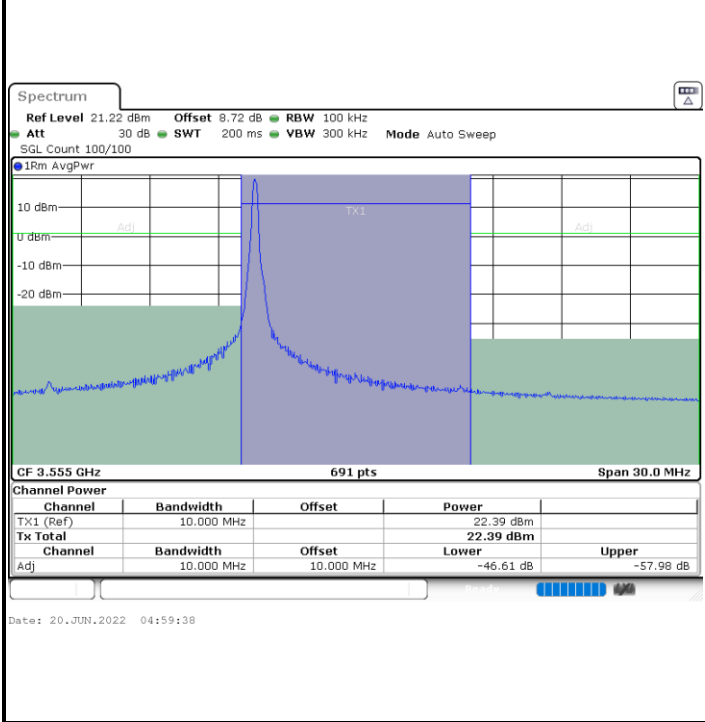 Spectrum
Ref Level 21.22 dBm Offset 8.72 dB RBW 100 kHz
Att 30 dB SWT 200 ms VBW 300 kHz Mode Auto Sweep
SGL Count 100/100
1Rm AvgPwr
10 dBm
TX1
Adj
Adj
0 dBm
-10 dBm
-20 dBm
CF 3.555 GHz 691 pts Span 30.0 MHz
Channel Power
Channel Bandwidth Offset Power
TX1 (Ref) 10.000 MHz 22.39 dBm
Tx Total 22.39 dBm
Channel Bandwidth Offset Lower Upper
Adj 10.000 MHz 10.000 MHz -46.61 dB -57.98 dB
Ready
Date: 20.JUN.2022 04:59:38